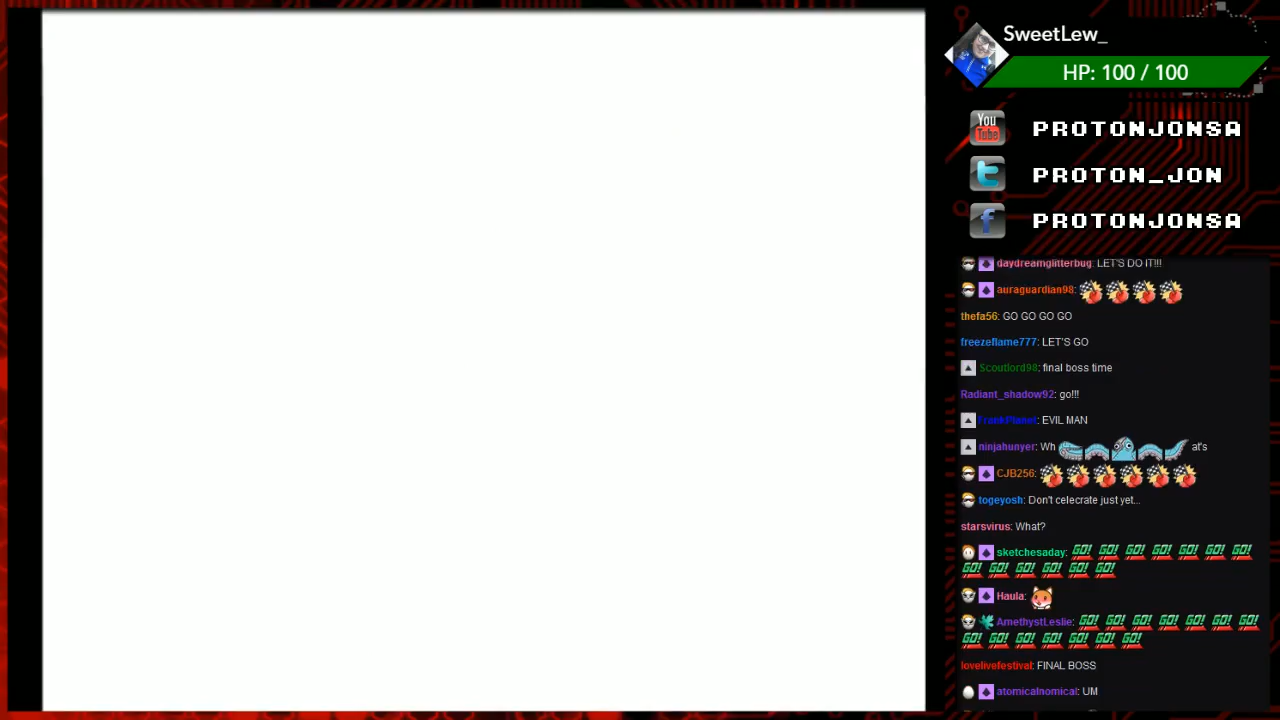 SweetLew_
HP: 100 / 100
You
Tube
PROTONJONSA
t
PROTON_JON
f
PROTONJONSA
daydreamglitterbug: LET'S DO IT!!!
auraguardian98:
thefa56: GO GO GO GO
freezeflame777: LET'S GO
Scoutlord98: final boss time
Radiant_shadow92: go!!!
FrankPlanet: EVIL MAN
ninjahunyer: Wh at's
CJB256:
togeyosh: Don't celecrate just yet...
starsvirus: What?
sketchesaday: GO! GO! GO! GO! GO! GO! GO!
GO! GO! GO! GO! GO! GO!
Haula:
AmethystLeslie: GO! GO! GO! GO! GO! GO! GO!
GO! GO! GO! GO! GO! GO! GO!
lovelivefestival: FINAL BOSS
atomicalnomical: UM